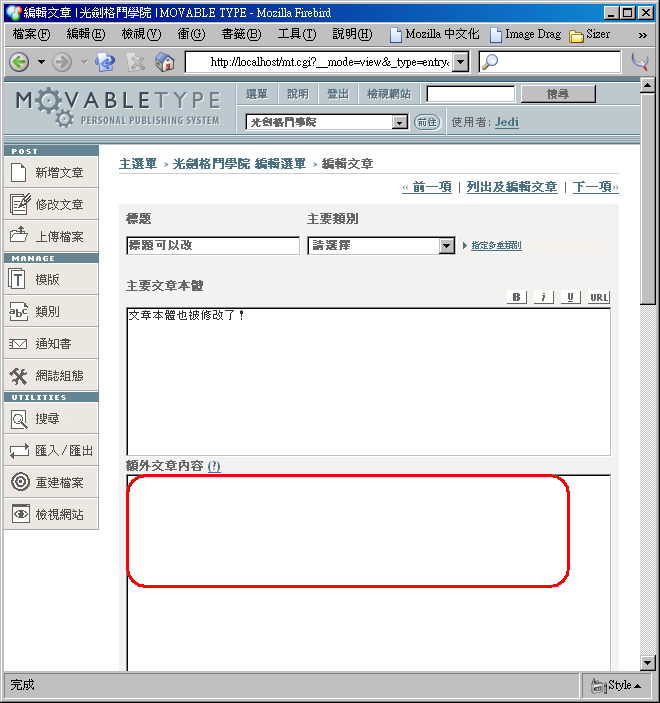 編輯文章 | 光劍格鬥學院 | MOVABLE TYPE - Mozilla Firebird
檔案(F) 編輯(E) 檢視(V) 衝(G) 書籤(B) 工具(T) 說明(H) Mozilla 中文化 Image Drag Sizer »
http://localhost/mt.cgi?__mode=view&_type=entry&
MOVABLETYPE
PERSONAL PUBLISHING SYSTEM
選單 說明 登出 檢視網站 搜尋
光劍格鬥學院 前往 使用者: Jedi
POST
新增文章
修改文章
上傳檔案
MANAGE
模版
類別
通知書
網誌組態
UTILITIES
搜尋
匯入/匯出
重建檔案
檢視網站
主選單 > 光劍格鬥學院 編輯選單 > 編輯文章
« 前一項 | 列出及編輯文章 | 下一項»
標題 主要類別
標題可以改 請選擇 指定多重類別
主要文章本體
B i U URL
文章本體也被修改了!
額外文章內容 (?)
完成 Style